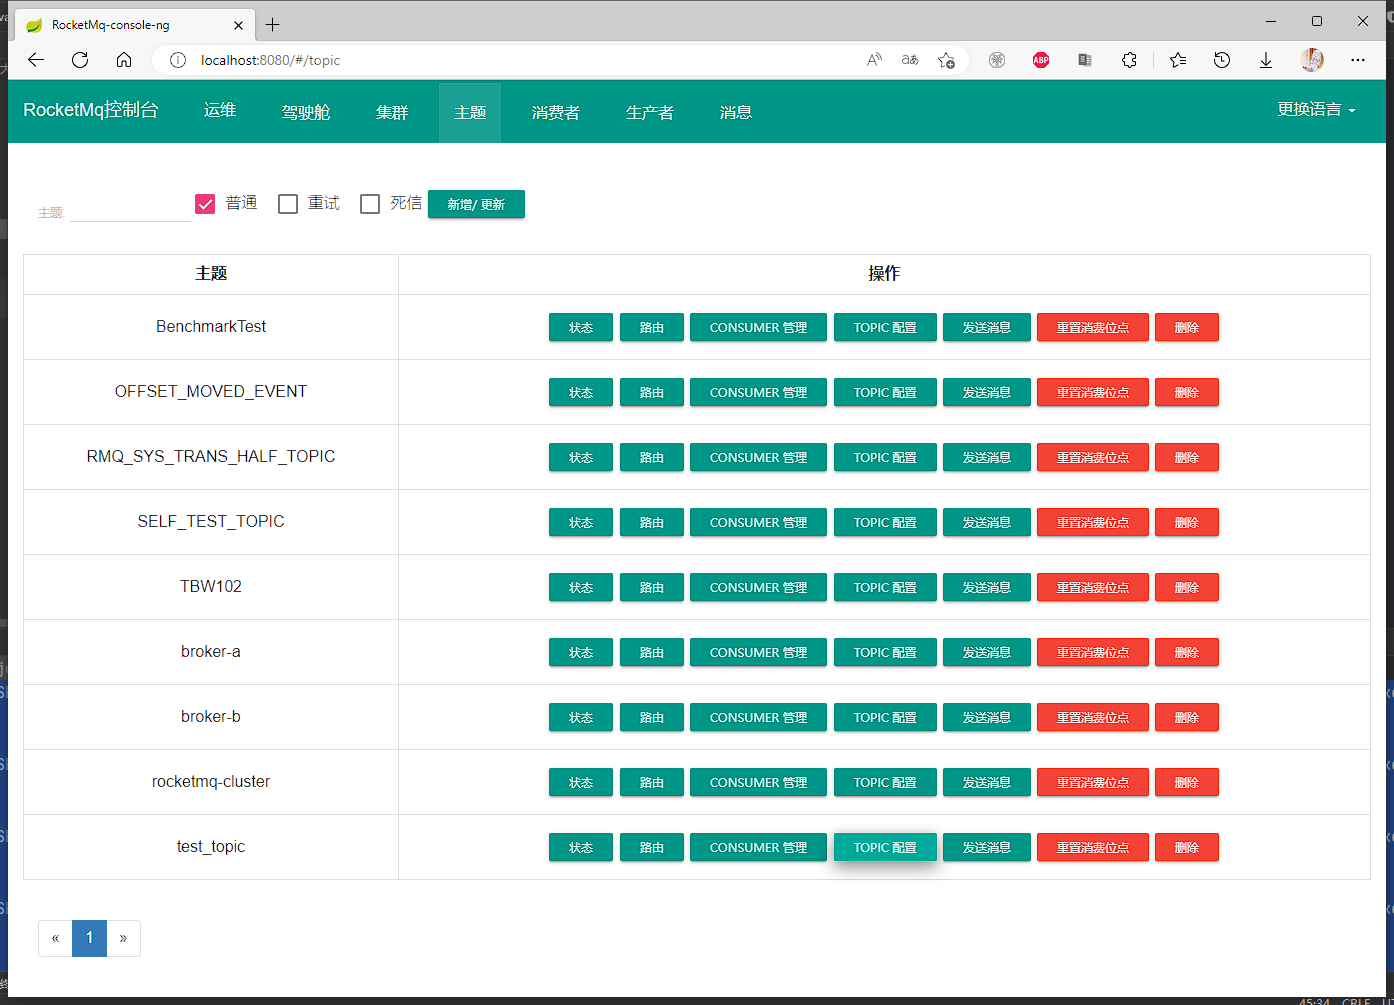 RocketMq-console-ng
localhost:8080/#/topic
ABP
RocketMq控制台 运维 驾驶舱 集群 主题 消费者 生产者 消息 更换语言
主题: 普通 重试 死信 新增/ 更新
主题 操作
BenchmarkTest 状态 路由 CONSUMER 管理 TOPIC 配置 发送消息 重置消费位点 删除
OFFSET_MOVED_EVENT 状态 路由 CONSUMER 管理 TOPIC 配置 发送消息 重置消费位点 删除
RMQ_SYS_TRANS_HALF_TOPIC 状态 路由 CONSUMER 管理 TOPIC 配置 发送消息 重置消费位点 删除
SELF_TEST_TOPIC 状态 路由 CONSUMER 管理 TOPIC 配置 发送消息 重置消费位点 删除
TBW102 状态 路由 CONSUMER 管理 TOPIC 配置 发送消息 重置消费位点 删除
broker-a 状态 路由 CONSUMER 管理 TOPIC 配置 发送消息 重置消费位点 删除
broker-b 状态 路由 CONSUMER 管理 TOPIC 配置 发送消息 重置消费位点 删除
rocketmq-cluster 状态 路由 CONSUMER 管理 TOPIC 配置 发送消息 重置消费位点 删除
test_topic 状态 路由 CONSUMER 管理 TOPIC 配置 发送消息 重置消费位点 删除
« 1 »
45:34 CRLF